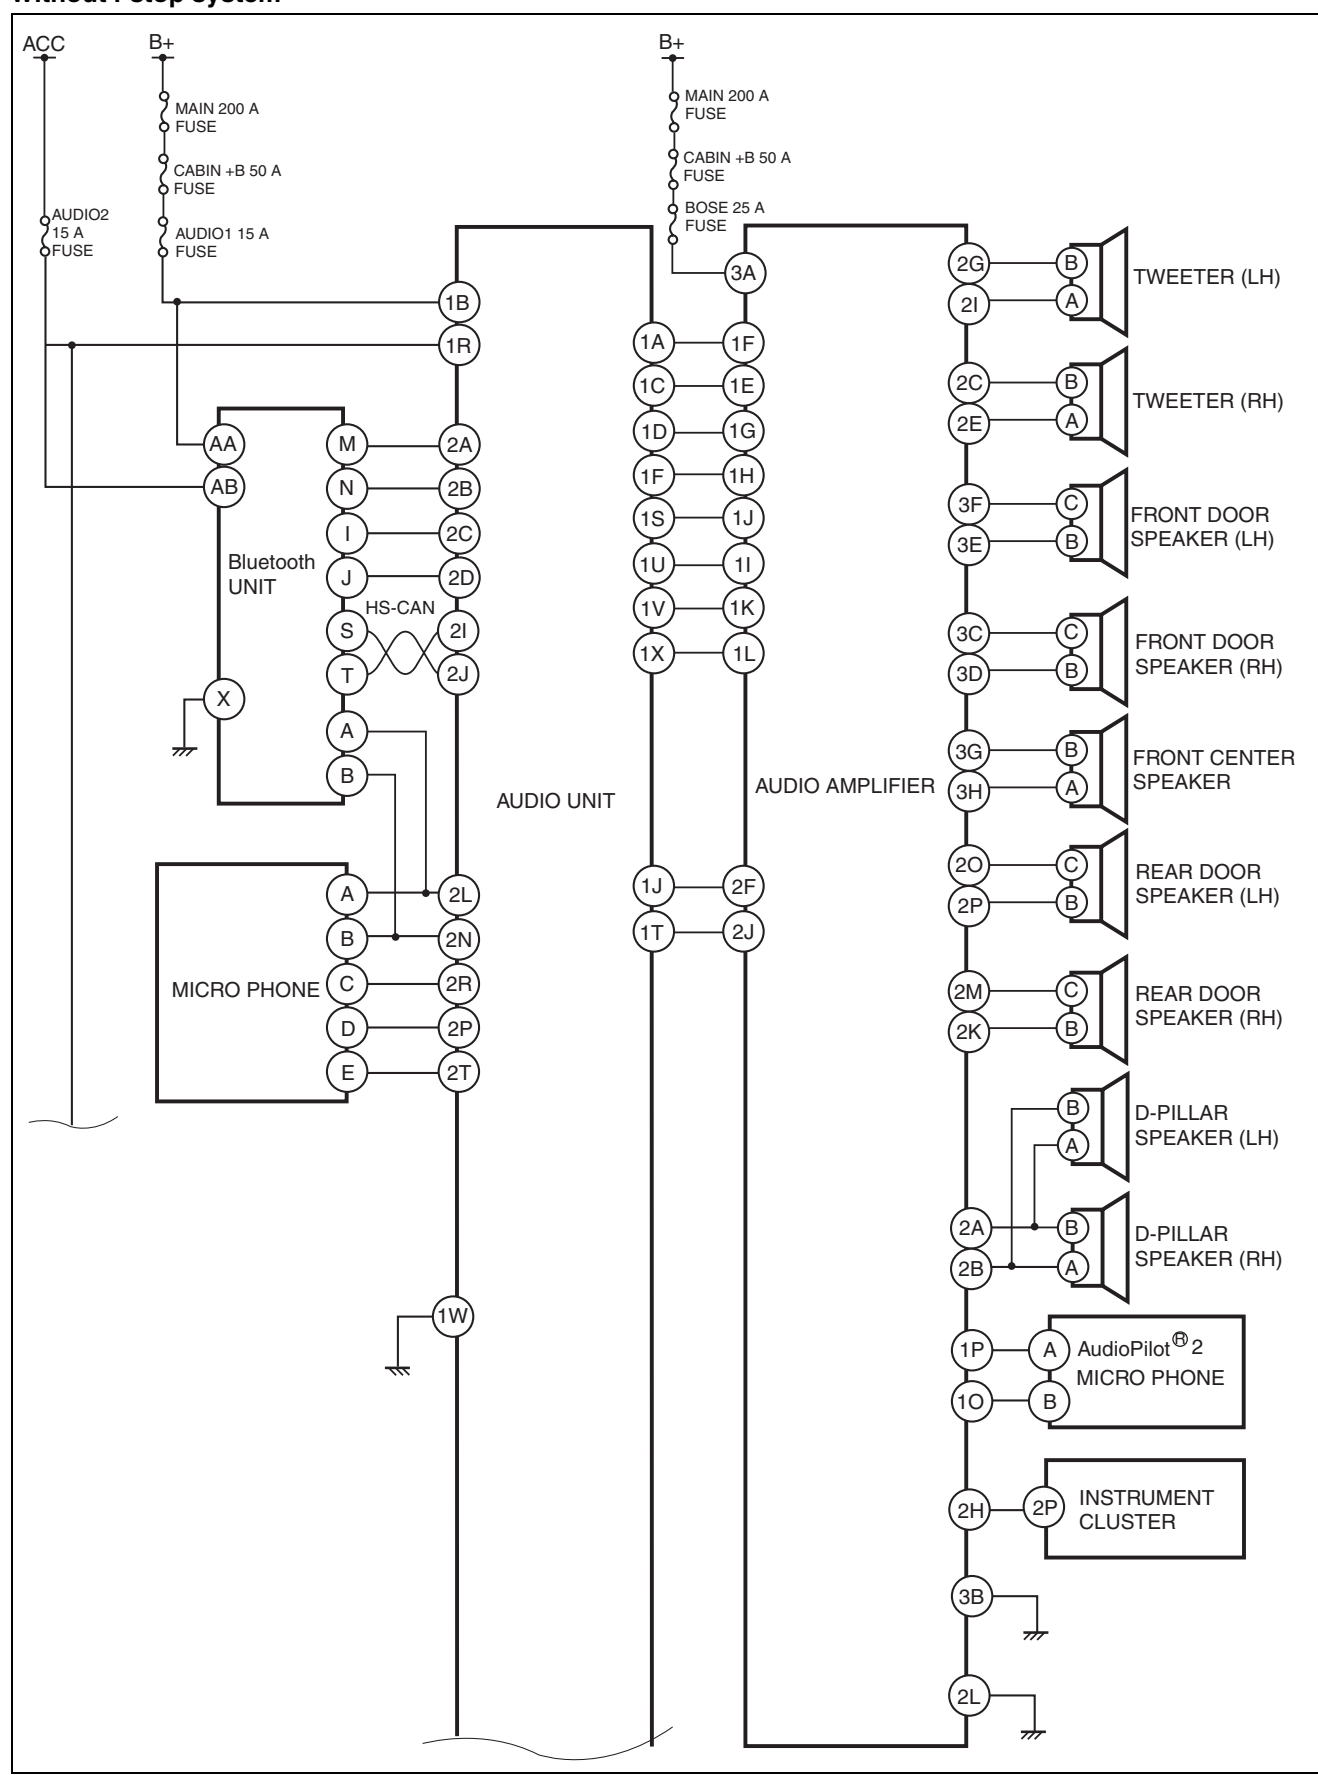 Without i-stop system
ACC
B+
B+
MAIN 200 A
FUSE
CABIN +B 50 A
FUSE
AUDIO1 15 A
FUSE
AUDIO2
15 A
FUSE
MAIN 200 A
FUSE
CABIN +B 50 A
FUSE
BOSE 25 A
FUSE
1B
1R
AA
AB
X
Bluetooth
UNIT
M
N
I
J
S
T
A
B
HS-CAN
2A
2B
2C
2D
2I
2J
MICRO PHONE
A
B
C
D
E
2L
2N
2R
2P
2T
1W
AUDIO UNIT
1A
1C
1D
1F
1S
1U
1V
1X
1J
1T
3A
1F
1E
1G
1H
1J
1I
1K
1L
2F
2J
AUDIO AMPLIFIER
2G
B
2I
A
TWEETER (LH)
2C
B
2E
A
TWEETER (RH)
3F
C
3E
B
FRONT DOOR
SPEAKER (LH)
3C
C
3D
B
FRONT DOOR
SPEAKER (RH)
3G
B
3H
A
FRONT CENTER
SPEAKER
2O
C
2P
B
REAR DOOR
SPEAKER (LH)
2M
C
2K
B
REAR DOOR
SPEAKER (RH)
B
A
D-PILLAR
SPEAKER (LH)
2A
B
2B
A
D-PILLAR
SPEAKER (RH)
1P
A
1O
B
AudioPilot® 2
MICRO PHONE
2H
2P
INSTRUMENT
CLUSTER
3B
2L